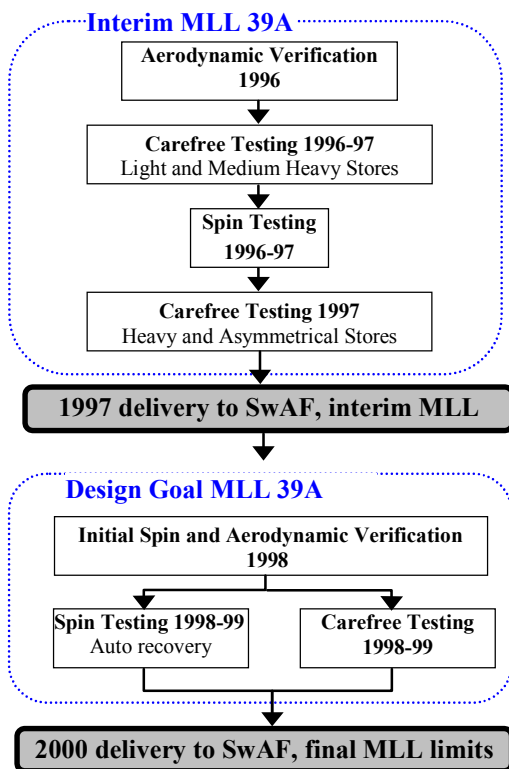 Interim MLL 39A
Aerodynamic Verification
1996
Carefree Testing 1996-97
Light and Medium Heavy Stores
Spin Testing
1996-97
Carefree Testing 1997
Heavy and Asymmetrical Stores
1997 delivery to SwAF, interim MLL
Design Goal MLL 39A
Initial Spin and Aerodynamic Verification
1998
Spin Testing 1998-99
Auto recovery
Carefree Testing
1998-99
2000 delivery to SwAF, final MLL limits